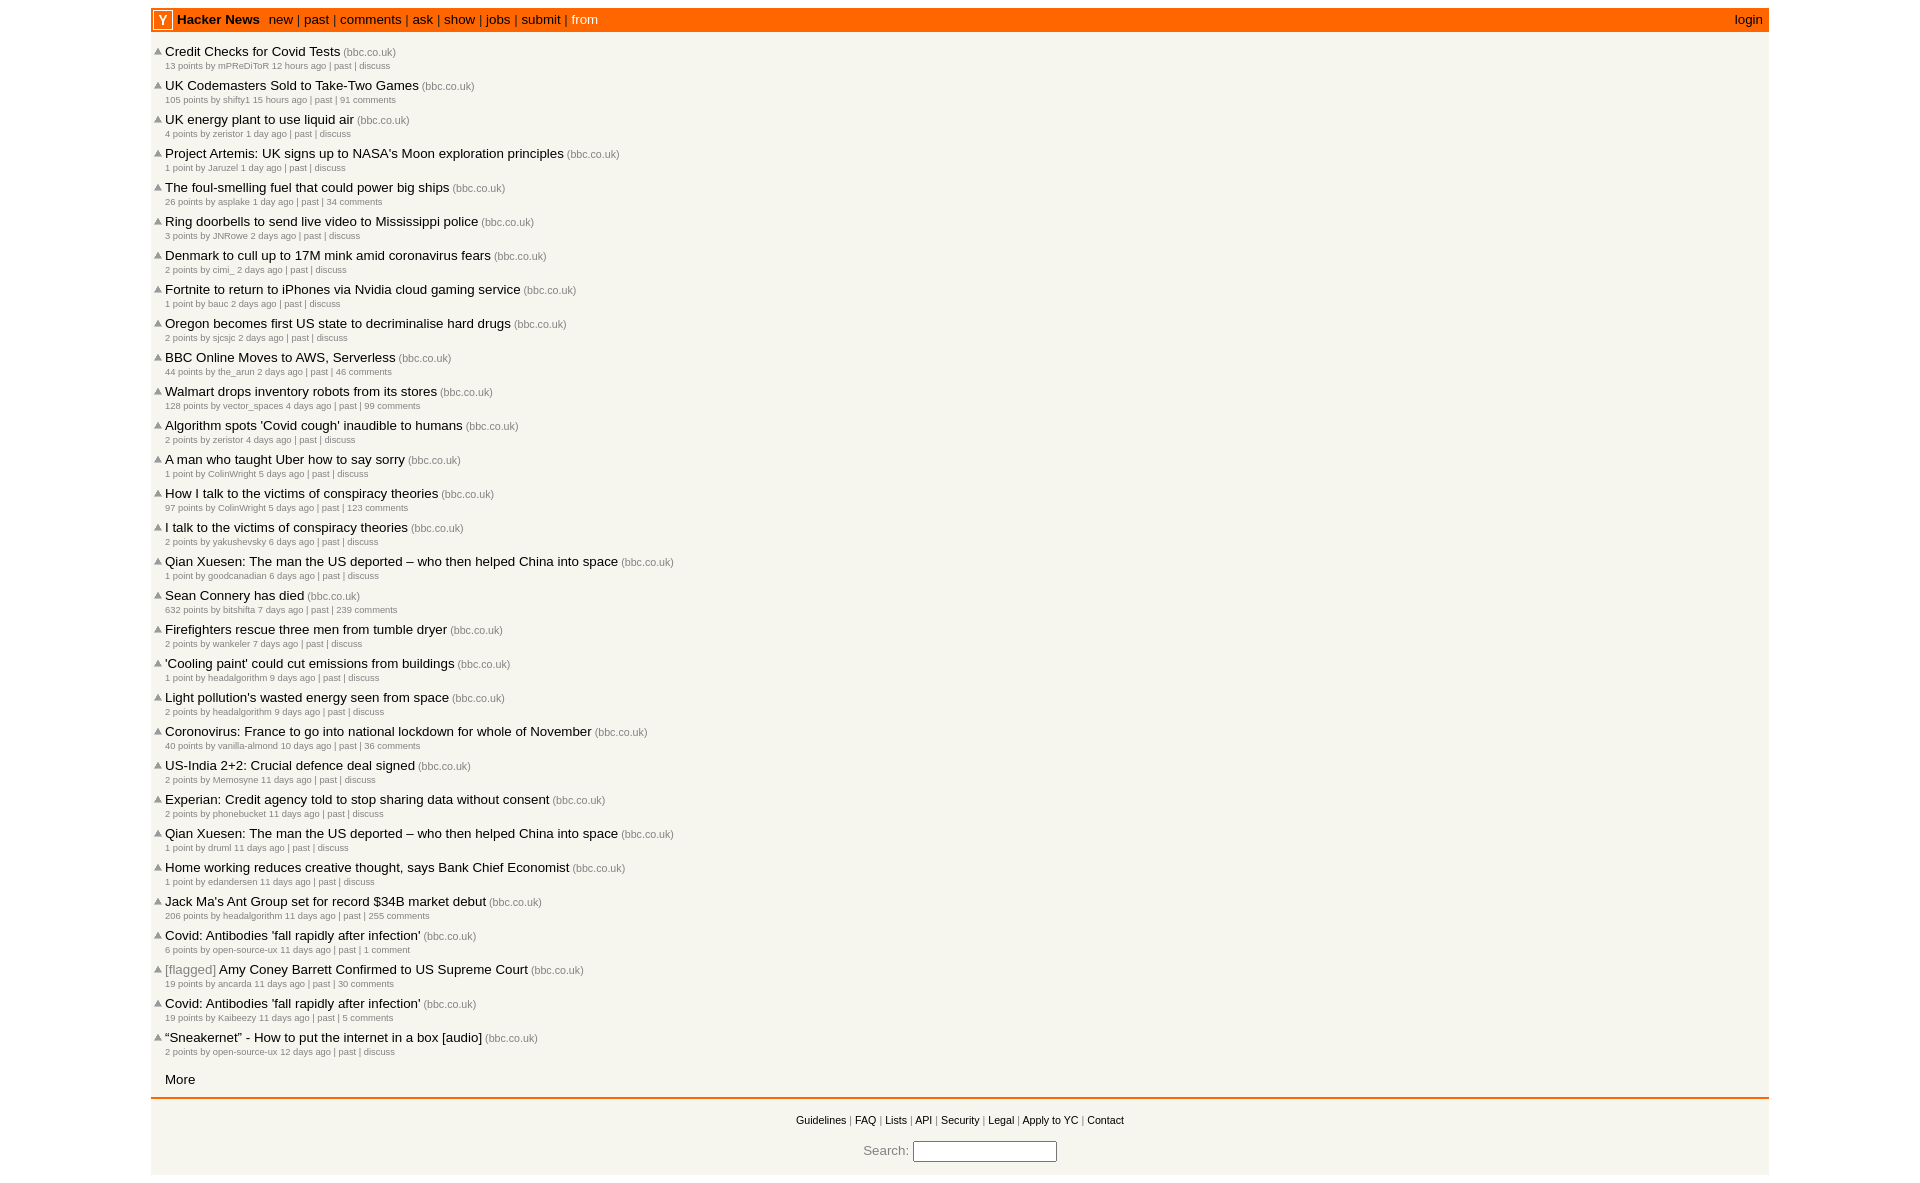 Y Hacker News new | past | comments | ask | show | jobs | submit | from login
Credit Checks for Covid Tests (bbc.co.uk)
13 points by mPReDiToR 12 hours ago | past | discuss
UK Codemasters Sold to Take-Two Games (bbc.co.uk)
105 points by shifty1 15 hours ago | past | 91 comments
UK energy plant to use liquid air (bbc.co.uk)
4 points by zeristor 1 day ago | past | discuss
Project Artemis: UK signs up to NASA's Moon exploration principles (bbc.co.uk)
1 point by Jaruzel 1 day ago | past | discuss
The foul-smelling fuel that could power big ships (bbc.co.uk)
26 points by asplake 1 day ago | past | 34 comments
Ring doorbells to send live video to Mississippi police (bbc.co.uk)
3 points by JNRowe 2 days ago | past | discuss
Denmark to cull up to 17M mink amid coronavirus fears (bbc.co.uk)
2 points by cimi_ 2 days ago | past | discuss
Fortnite to return to iPhones via Nvidia cloud gaming service (bbc.co.uk)
1 point by bauc 2 days ago | past | discuss
Oregon becomes first US state to decriminalise hard drugs (bbc.co.uk)
2 points by sjcsjc 2 days ago | past | discuss
BBC Online Moves to AWS, Serverless (bbc.co.uk)
44 points by the_arun 2 days ago | past | 46 comments
Walmart drops inventory robots from its stores (bbc.co.uk)
128 points by vector_spaces 4 days ago | past | 99 comments
Algorithm spots 'Covid cough' inaudible to humans (bbc.co.uk)
2 points by zeristor 4 days ago | past | discuss
A man who taught Uber how to say sorry (bbc.co.uk)
1 point by ColinWright 5 days ago | past | discuss
How I talk to the victims of conspiracy theories (bbc.co.uk)
97 points by ColinWright 5 days ago | past | 123 comments
I talk to the victims of conspiracy theories (bbc.co.uk)
2 points by yakushevsky 6 days ago | past | discuss
Qian Xuesen: The man the US deported – who then helped China into space (bbc.co.uk)
1 point by goodcanadian 6 days ago | past | discuss
Sean Connery has died (bbc.co.uk)
632 points by bitshifta 7 days ago | past | 239 comments
Firefighters rescue three men from tumble dryer (bbc.co.uk)
2 points by wankeler 7 days ago | past | discuss
'Cooling paint' could cut emissions from buildings (bbc.co.uk)
1 point by headalgorithm 9 days ago | past | discuss
Light pollution's wasted energy seen from space (bbc.co.uk)
2 points by headalgorithm 9 days ago | past | discuss
Coronovirus: France to go into national lockdown for whole of November (bbc.co.uk)
40 points by vanilla-almond 10 days ago | past | 36 comments
US-India 2+2: Crucial defence deal signed (bbc.co.uk)
2 points by Memosyne 11 days ago | past | discuss
Experian: Credit agency told to stop sharing data without consent (bbc.co.uk)
2 points by phonebucket 11 days ago | past | discuss
Qian Xuesen: The man the US deported – who then helped China into space (bbc.co.uk)
1 point by druml 11 days ago | past | discuss
Home working reduces creative thought, says Bank Chief Economist (bbc.co.uk)
1 point by edandersen 11 days ago | past | discuss
Jack Ma's Ant Group set for record $34B market debut (bbc.co.uk)
206 points by headalgorithm 11 days ago | past | 255 comments
Covid: Antibodies 'fall rapidly after infection' (bbc.co.uk)
6 points by open-source-ux 11 days ago | past | 1 comment
[flagged] Amy Coney Barrett Confirmed to US Supreme Court (bbc.co.uk)
19 points by ancarda 11 days ago | past | 30 comments
Covid: Antibodies 'fall rapidly after infection' (bbc.co.uk)
19 points by Kaibeezy 11 days ago | past | 5 comments
“Sneakernet” - How to put the internet in a box [audio] (bbc.co.uk)
2 points by open-source-ux 12 days ago | past | discuss
More
Guidelines | FAQ | Lists | API | Security | Legal | Apply to YC | Contact
Search: